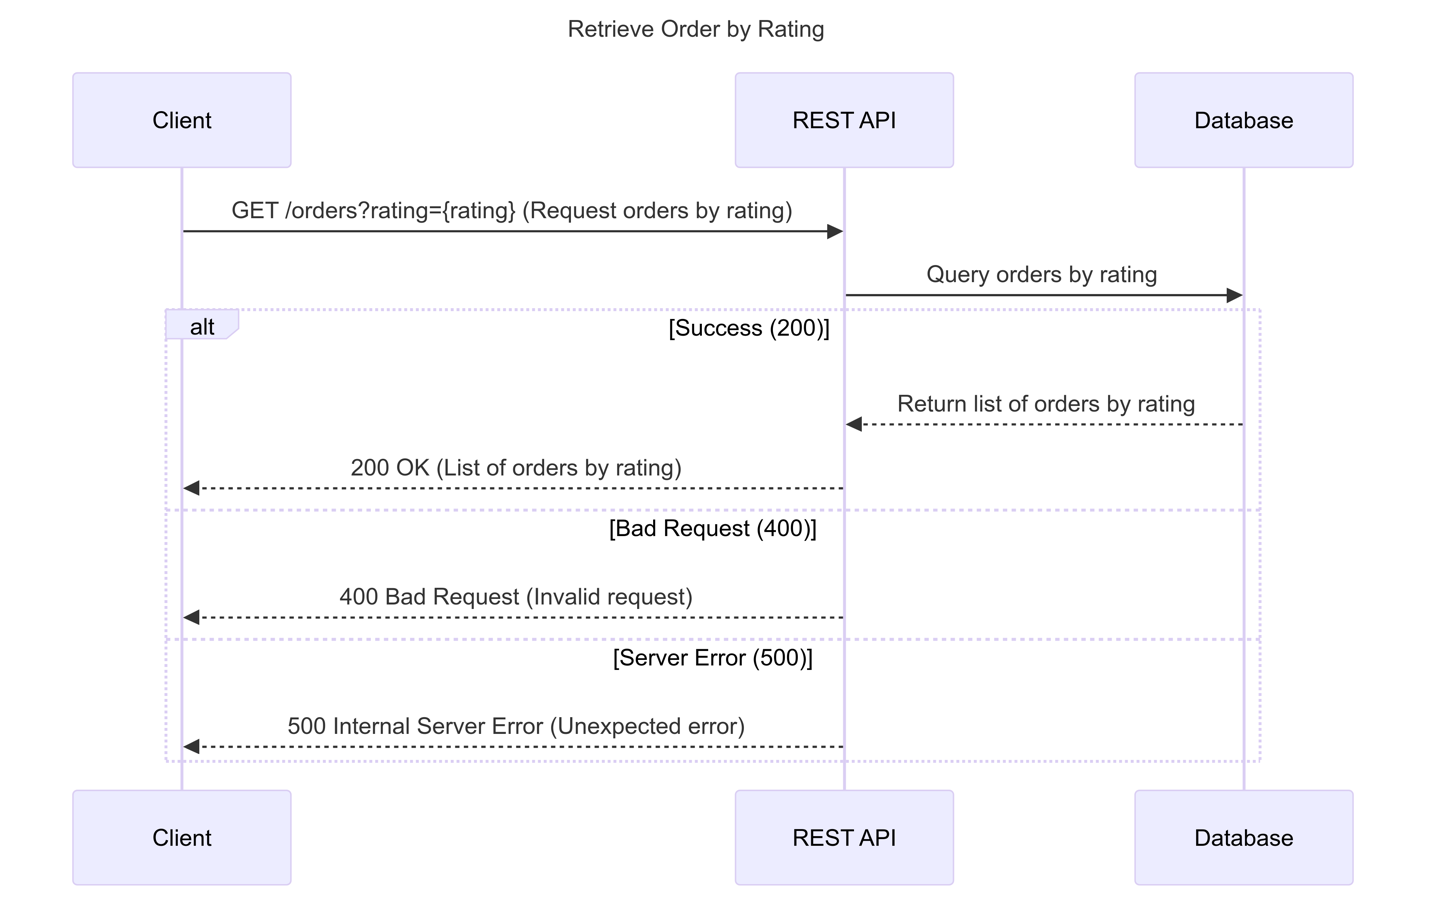 Retrieve Order by Rating
Client
REST API
Database
GET /orders?rating={rating} (Request orders by rating)
Query orders by rating
alt
[Success (200)]
Return list of orders by rating
200 OK (List of orders by rating)
[Bad Request (400)]
400 Bad Request (Invalid request)
[Server Error (500)]
500 Internal Server Error (Unexpected error)
Client
REST API
Database